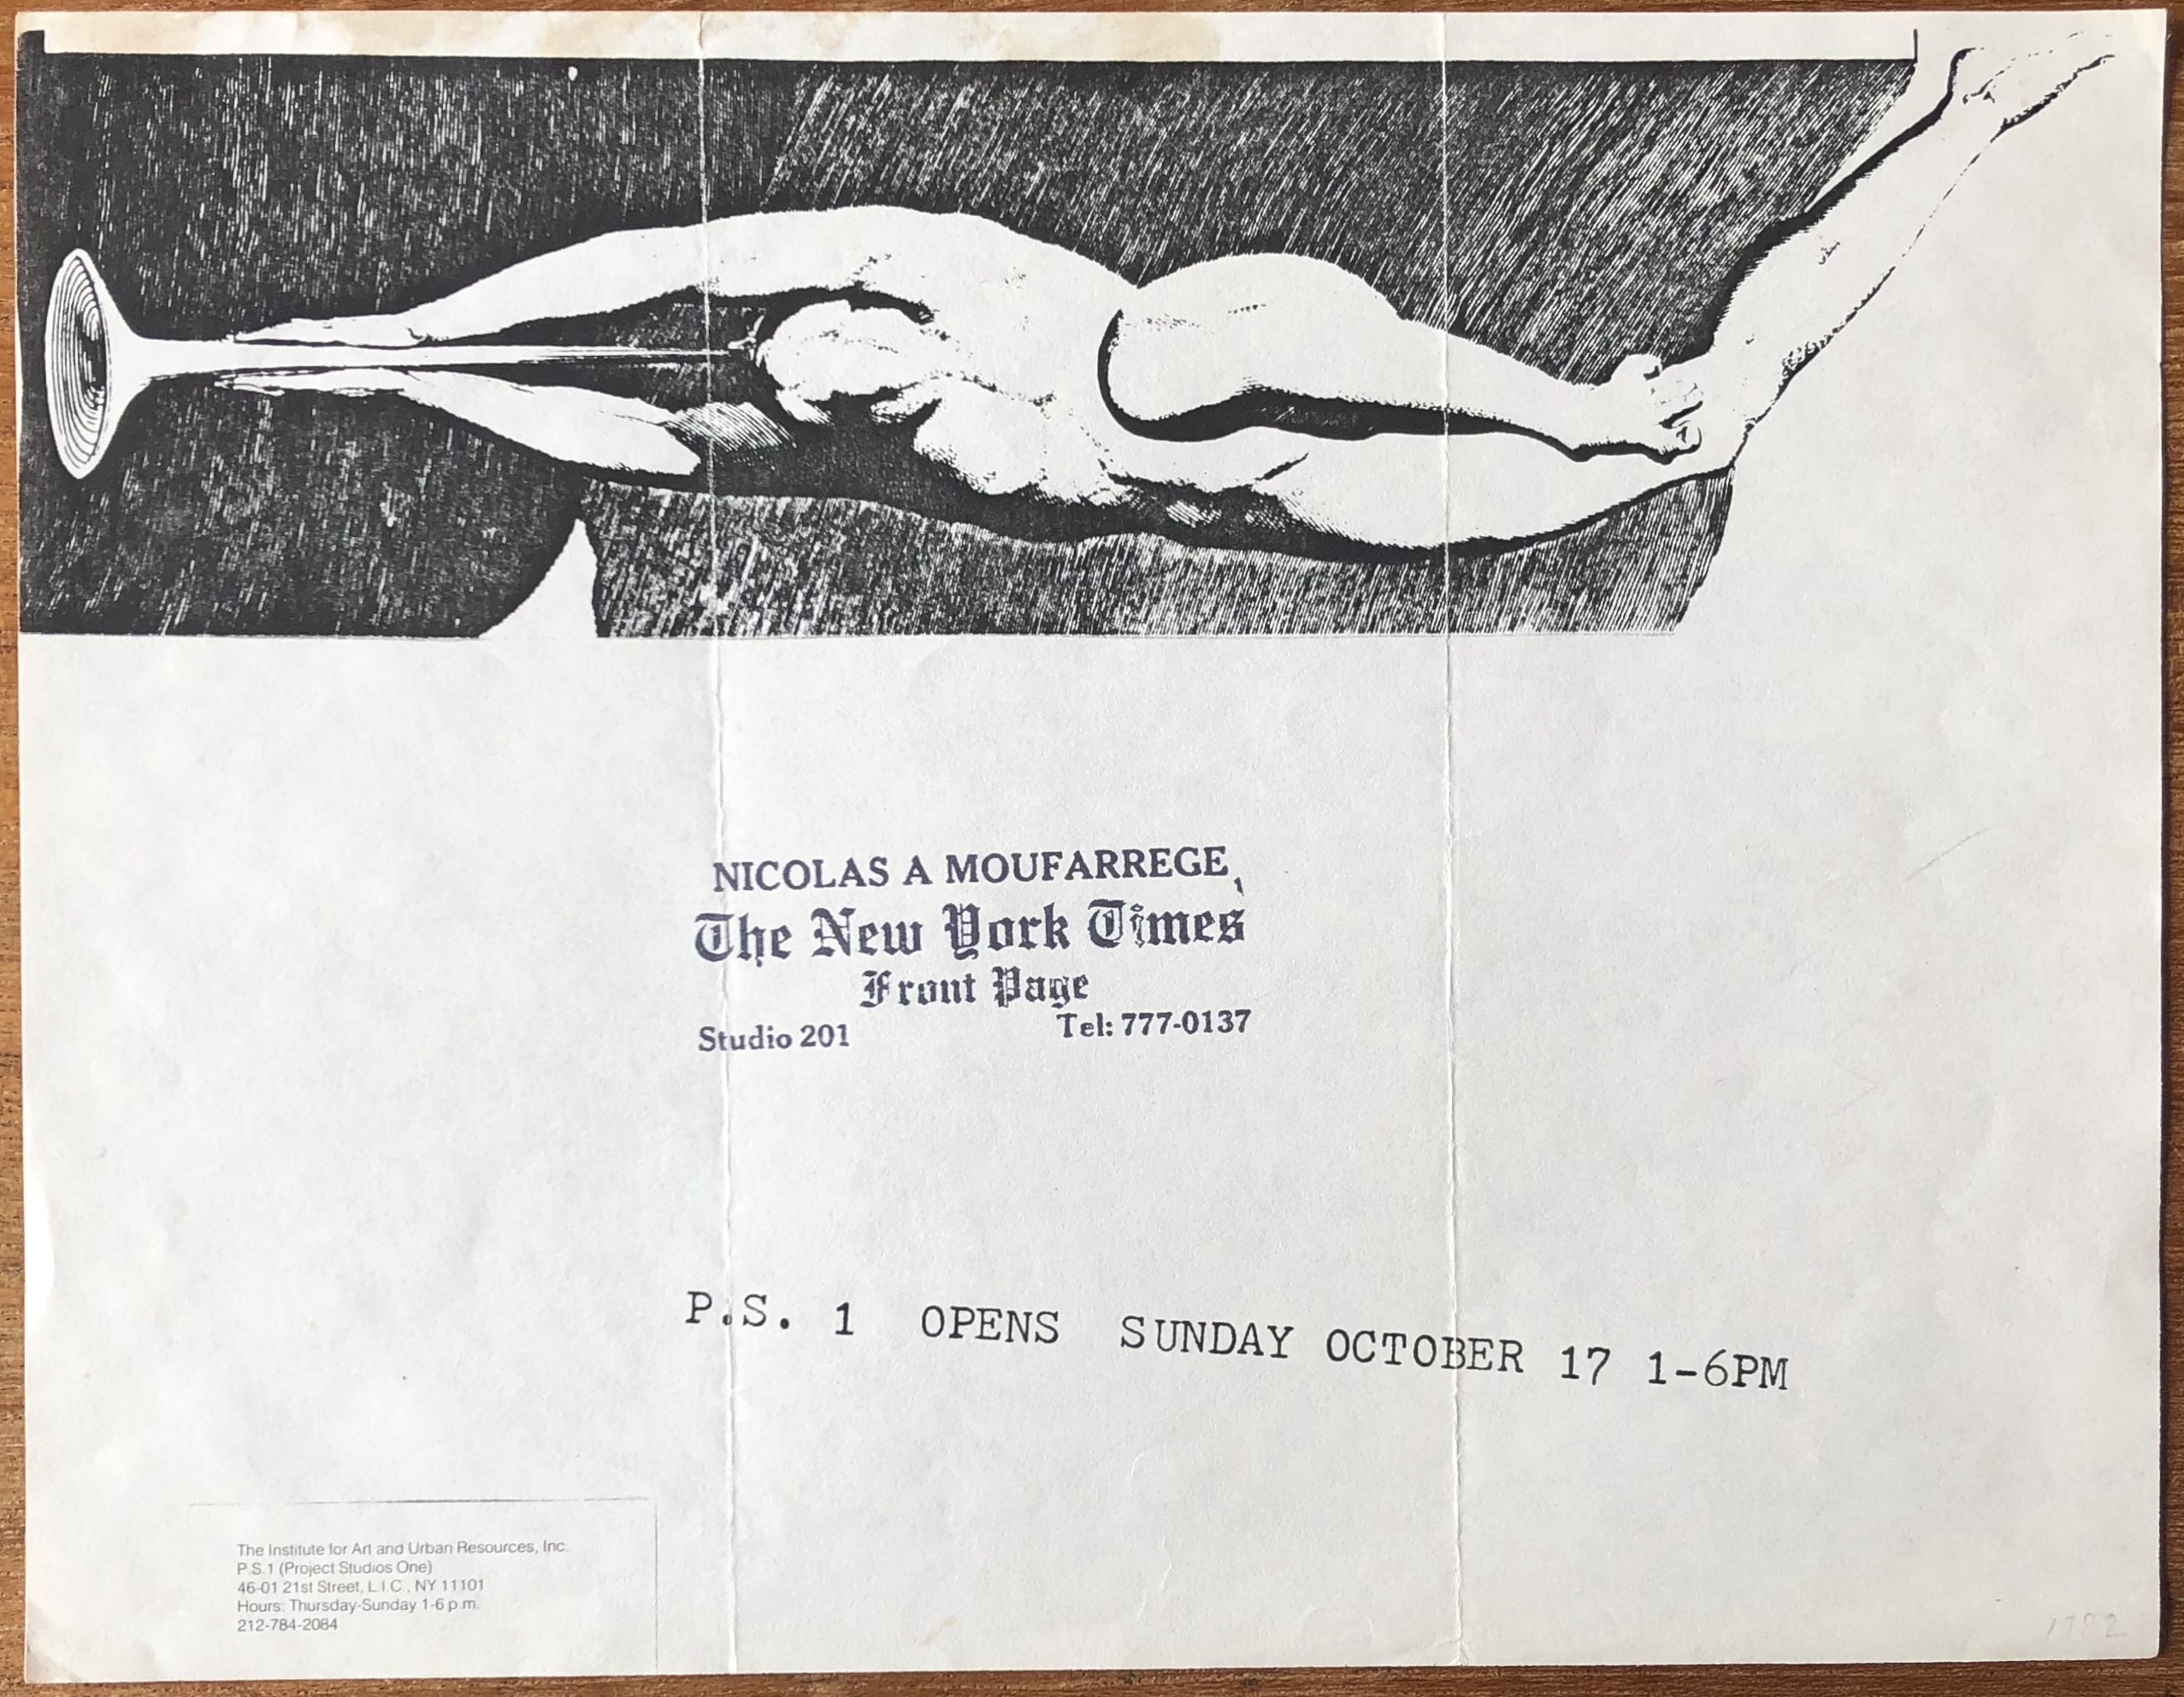 NICOLAS A MOUFARREGE,
The New York Times
Front Page
Studio 201 Tel: 777-0137
P.S. 1 OPENS SUNDAY OCTOBER 17 1-6PM
The Institute for Art and Urban Resources, Inc.
P.S.1 (Project Studios One)
46-01 21st Street, L.I.C., NY 11101
Hours: Thursday-Sunday 1-6 p.m.
212-784-2084
1982